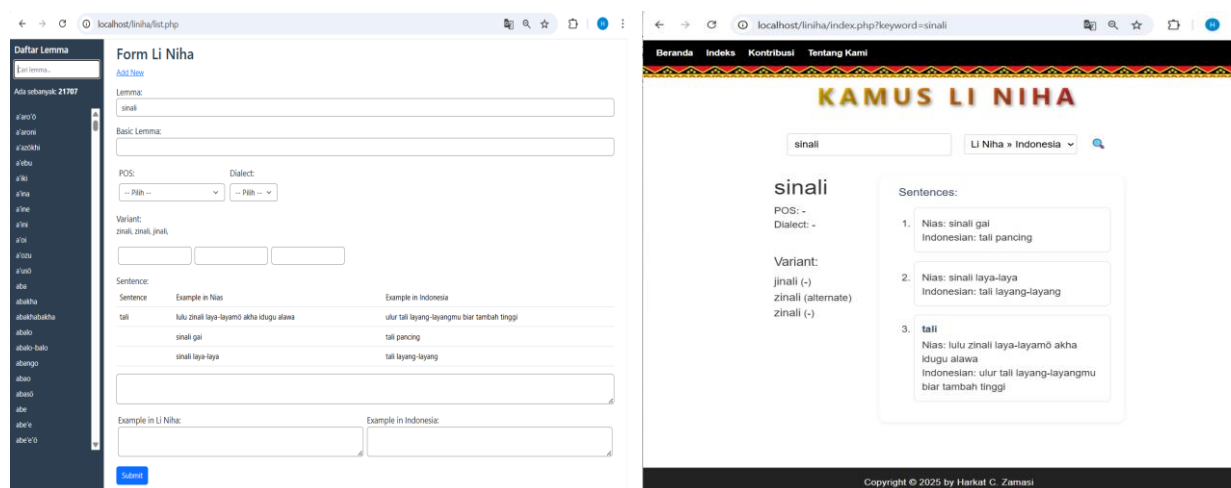 localhost/liniha/list.php
Daftar Lemma
Cari lemma..
Ada sebanyak: 21707
a'aro'ö
a'aroni
a'azökhi
a'ebu
a'iki
a'ina
a'ine
a'ini
a'oi
a'ozu
a'usö
aba
abakha
abakhabakha
abalo
abalo-balo
abango
abao
abasö
abe
abe'e
abe'e'ö
Form Li Niha
Add New
Lemma:
sinali
Basic Lemma:
POS: Dialect:
-- Pilih -- -- Pilih --
Variant:
zinali, zinali, jinali,
Sentence:
Sentence Example in Nias Example in Indonesia
tali lulu zinali laya-layamö akha idugu alawa ulur tali layang-layangmu biar tambah tinggi
sinali gai tali pancing
sinali laya-laya tali layang-layang
Example in Li Niha: Example in Indonesia:
Submit
localhost/liniha/index.php?keyword=sinali
Beranda Indeks Kontribusi Tentang Kami
KAMUS LI NIHA
sinali Li Niha » Indonesia
sinali
POS: -
Dialect: -
Variant:
jinali (-)
zinali (alternate)
zinali (-)
Sentences:
1. Nias: sinali gai
Indonesian: tali pancing
2. Nias: sinali laya-laya
Indonesian: tali layang-layang
3. tali
Nias: lulu zinali laya-layamö akha
idugu alawa
Indonesian: ulur tali layang-layangmu
biar tambah tinggi
Copyright © 2025 by Harkat C. Zamasi